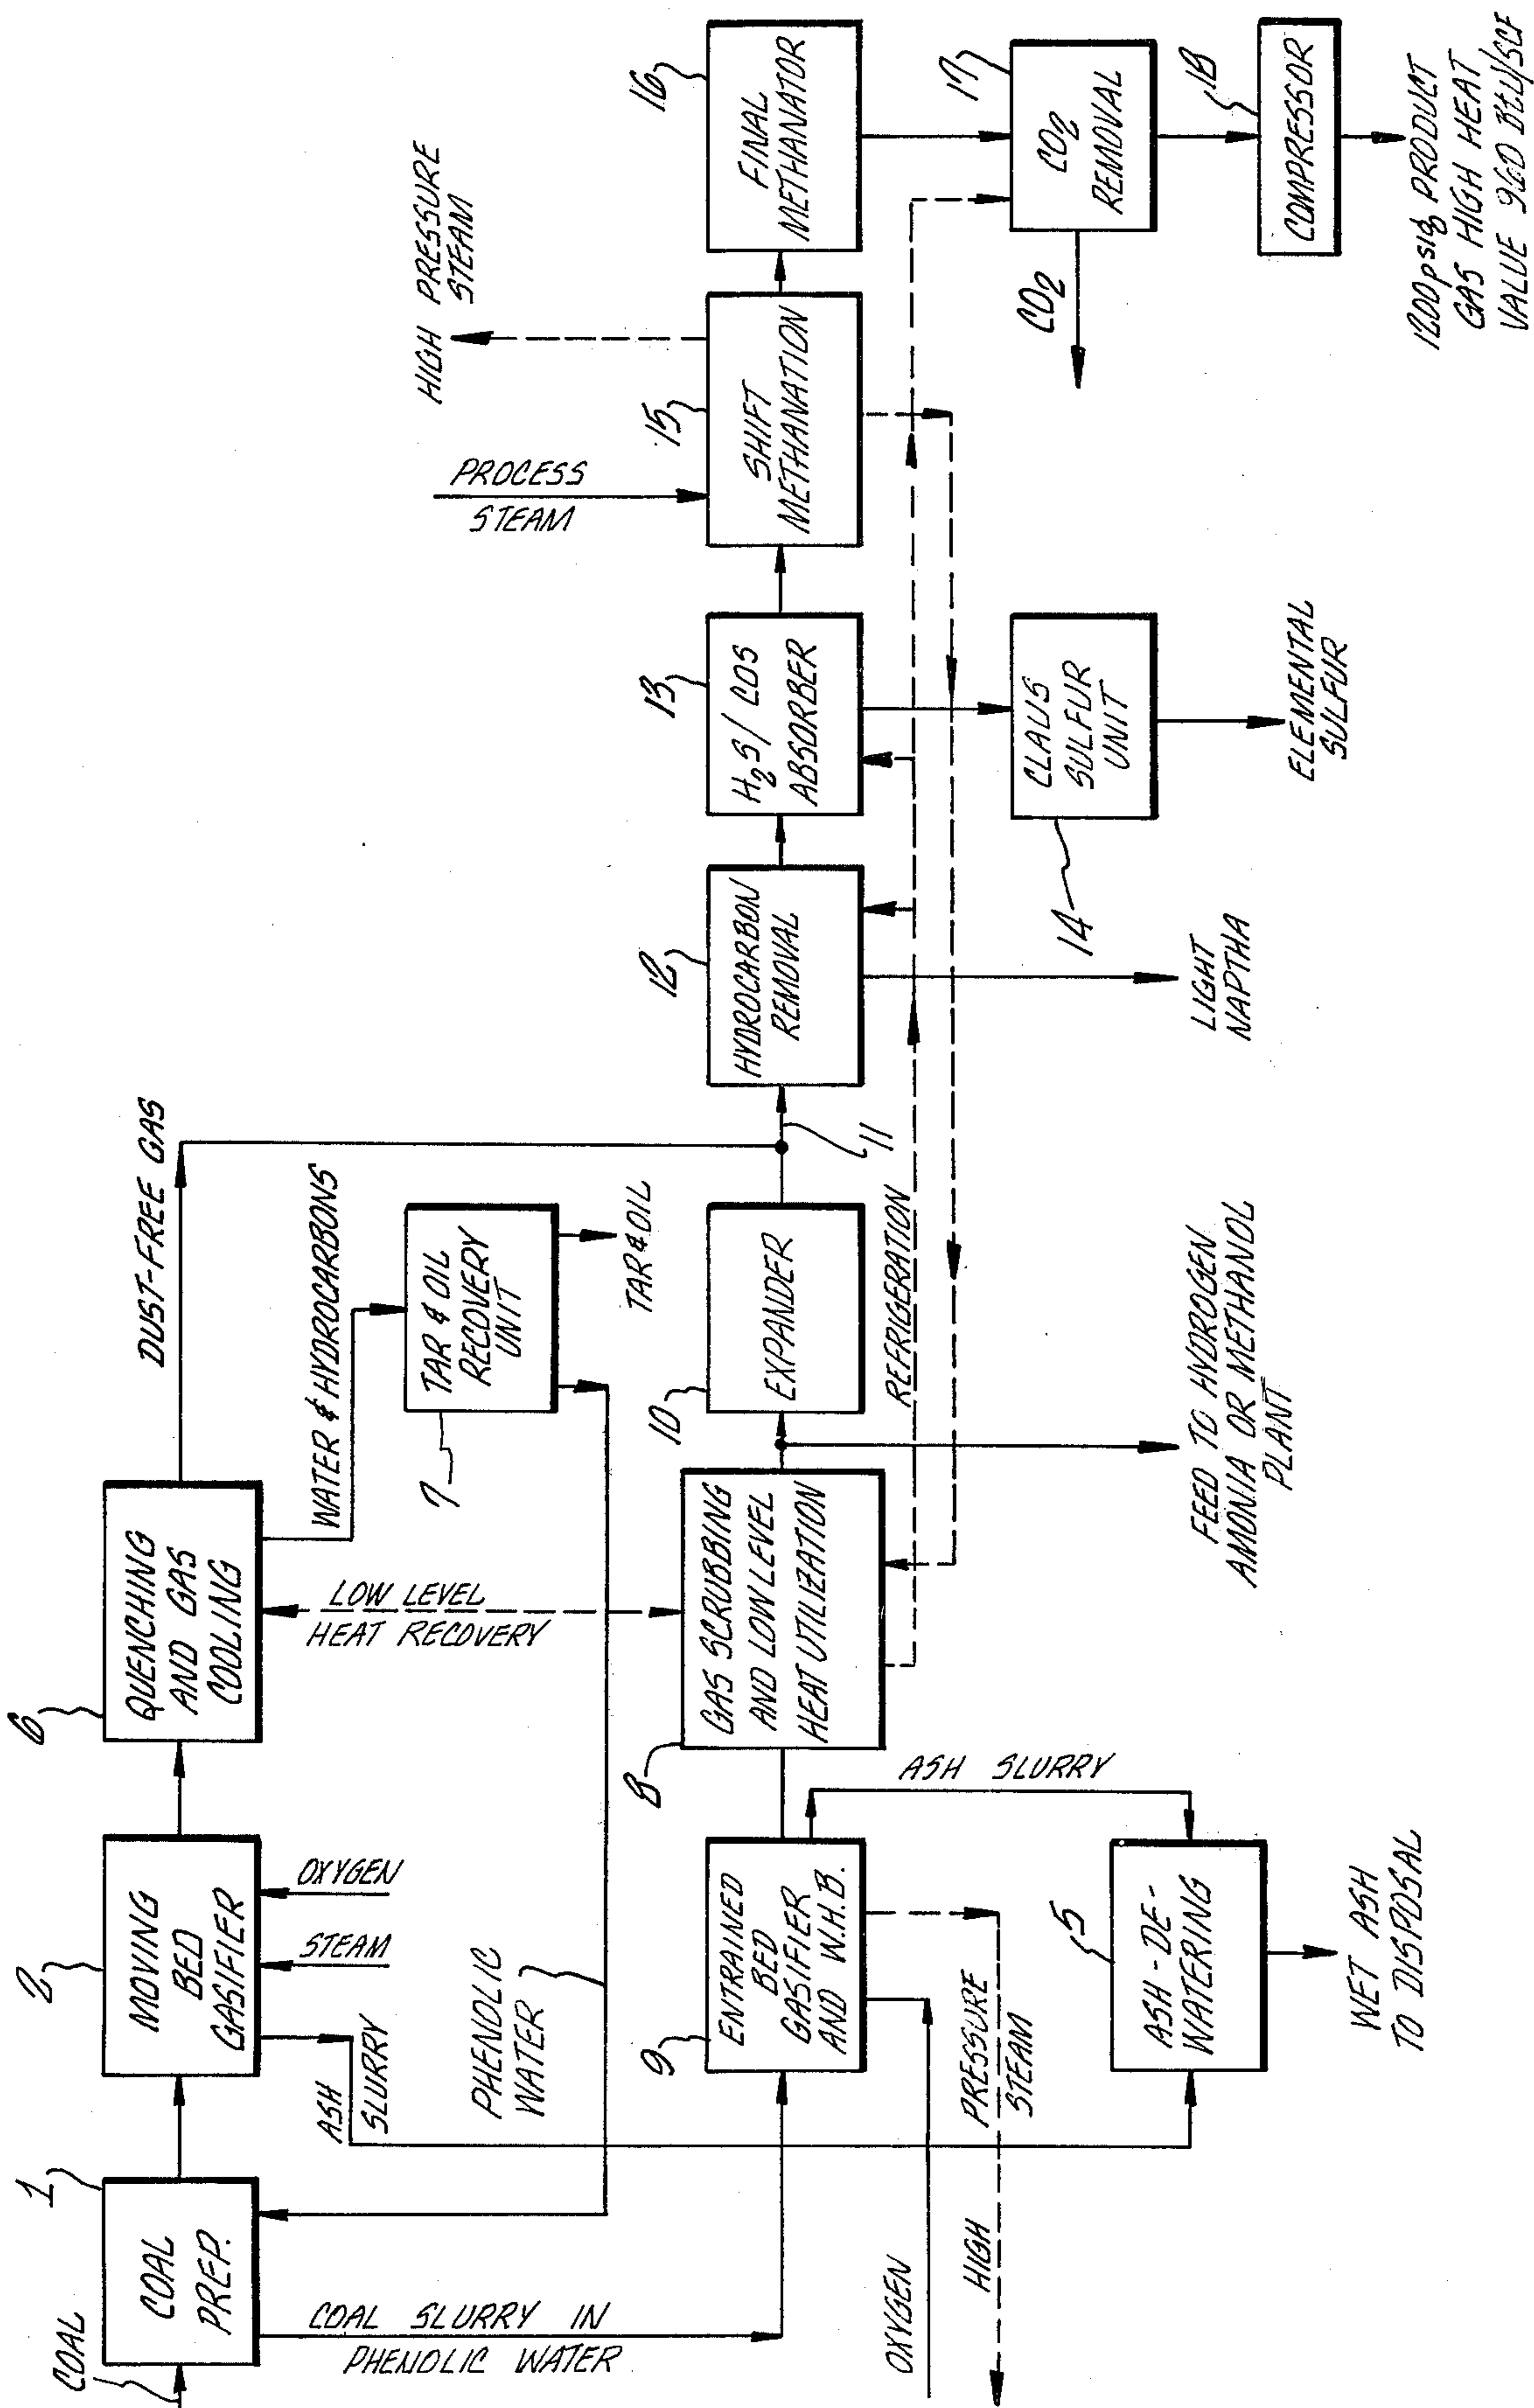 COAL
1
COAL
PREP.
2
MOVING
BED
GASIFIER
STEAM
OXYGEN
ASH
SLURRY
6
QUENCHING
AND GAS
COOLING
DUST-FREE GAS
WATER & HYDROCARBONS
7
TAR & OIL
RECOVERY
UNIT
TAR & OIL
LOW LEVEL
HEAT RECOVERY
PHENOLIC
WATER
COAL SLURRY IN
PHENOLIC WATER
OXYGEN
9
ENTRAINED
BED
GASIFIER
AND W.H.B.
HIGH PRESSURE
STEAM
ASH SLURRY
5
ASH-DE-
WATERING
WET ASH
TO DISPOSAL
8
GAS SCRUBBING
AND LOW LEVEL
HEAT UTILIZATION
10
EXPANDER
REFRIGERATION
FEED TO HYDROGEN
AMONIA OR METHANOL
PLANT
11
12
HYDROCARBON
REMOVAL
LIGHT
NAPTHA
13
H2S/COS
ABSORBER
14
CLAUS
SULFUR
UNIT
ELEMENTAL
SULFUR
PROCESS
STEAM
HIGH PRESSURE
STEAM
15
SHIFT
METHANATION
16
FINAL
METHANATOR
17
CO2
REMOVAL
CO2
18
COMPRESSOR
1200 psig PRODUCT
GAS HIGH HEAT
VALUE 960 Btu/SCF